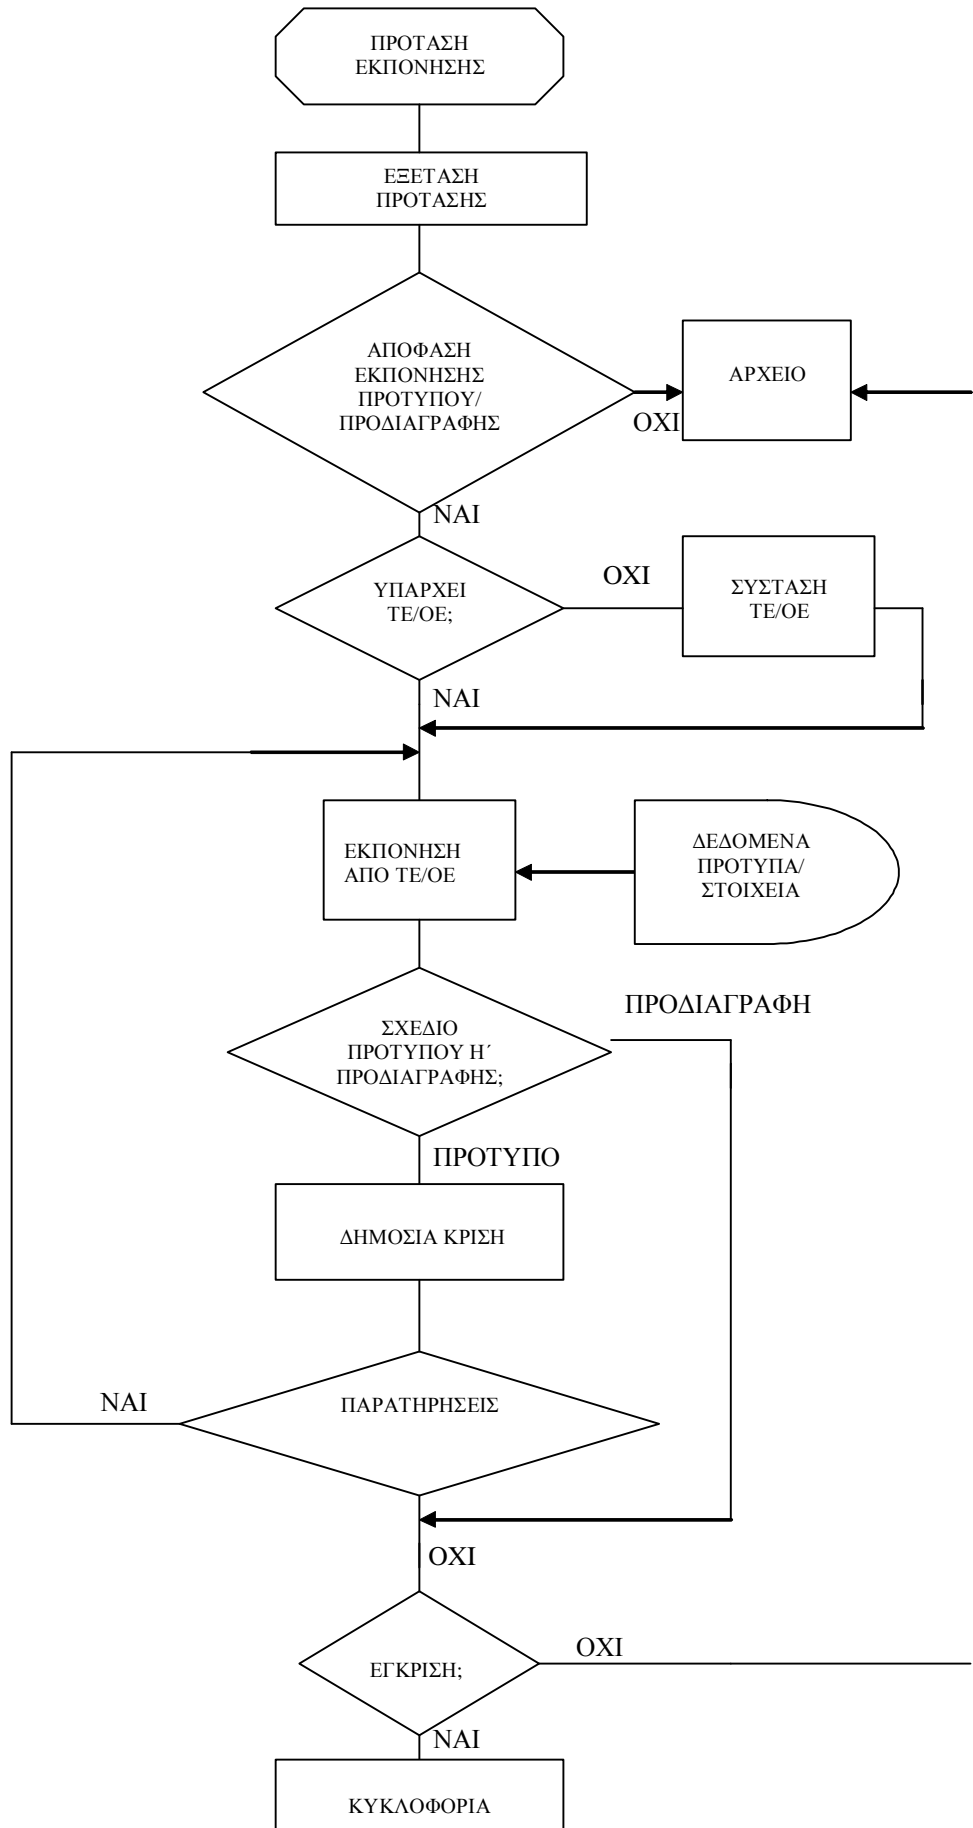 ΠΡΟΤΑΣΗ
ΕΚΠΟΝΗΣΗΣ
ΕΞΕΤΑΣΗ
ΠΡΟΤΑΣΗΣ
ΑΠΟΦΑΣΗ
ΕΚΠΟΝΗΣΗΣ
ΠΡΟΤΥΠΟΥ/
ΠΡΟΔΙΑΓΡΑΦΗΣ
ΟΧΙ
ΑΡΧΕΙΟ
ΝΑΙ
ΥΠΑΡΧΕΙ
ΤΕ/ΟΕ;
ΟΧΙ
ΣΥΣΤΑΣΗ
ΤΕ/ΟΕ
ΝΑΙ
ΕΚΠΟΝΗΣΗ
ΑΠΟ ΤΕ/ΟΕ
ΔΕΔΟΜΕΝΑ
ΠΡΟΤΥΠΑ/
ΣΤΟΙΧΕΙΑ
ΣΧΕΔΙΟ
ΠΡΟΤΥΠΟΥ Η΄
ΠΡΟΔΙΑΓΡΑΦΗΣ;
ΠΡΟΔΙΑΓΡΑΦΗ
ΠΡΟΤΥΠΟ
ΔΗΜΟΣΙΑ ΚΡΙΣΗ
ΠΑΡΑΤΗΡΗΣΕΙΣ
ΝΑΙ
ΟΧΙ
ΕΓΚΡΙΣΗ;
ΟΧΙ
ΝΑΙ
ΚΥΚΛΟΦΟΡΙΑ